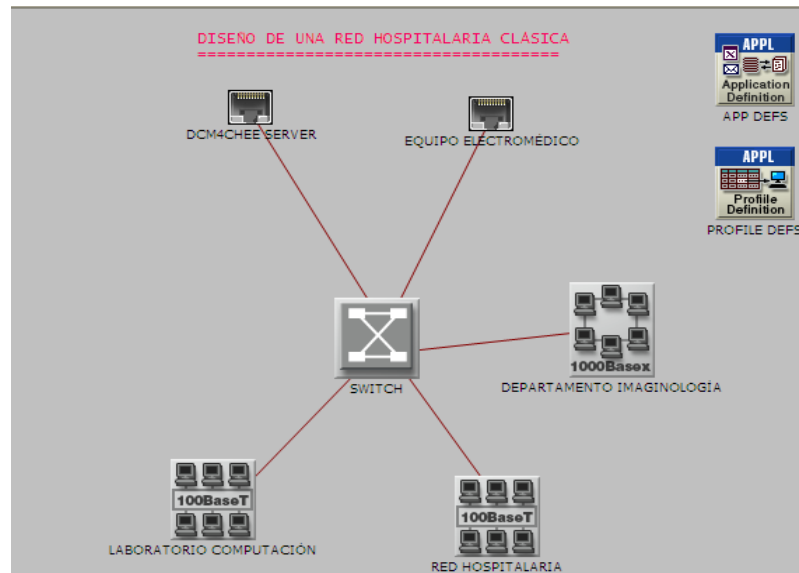 DISEÑO DE UNA RED HOSPITALARIA CLÁSICA
=====================================
APPL
Application
Definition
APP DEFS
DCM4CHEE SERVER
EQUIPO ELECTROMÉDICO
APPL
Profiile
Definition
PROFILE DEFS
1000Basex
SWITCH
DEPARTAMENTO IMAGINOLOGÍA
100BaseT
LABORATORIO COMPUTACIÓN
100BaseT
RED HOSPITALARIA